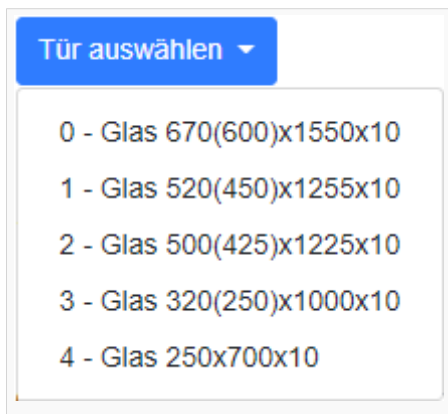 Tür auswählen
0 - Glas 670(600)x1550x10
1 - Glas 520(450)x1255x10
2 - Glas 500(425)x1225x10
3 - Glas 320(250)x1000x10
4 - Glas 250x700x10